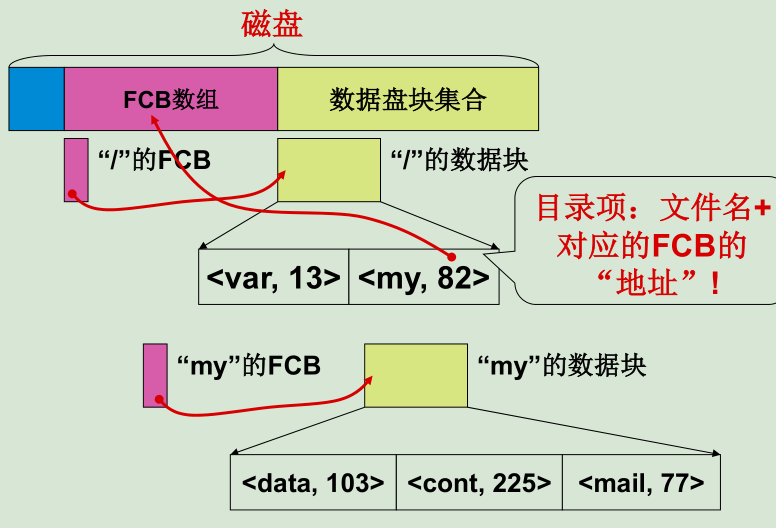 磁盘
FCB数组
数据盘块集合
“/”的FCB
“/”的数据块
目录项：文件名+
对应的FCB的
“地址”！
<var, 13>
<my, 82>
“my”的FCB
“my”的数据块
<data, 103>
<cont, 225>
<mail, 77>